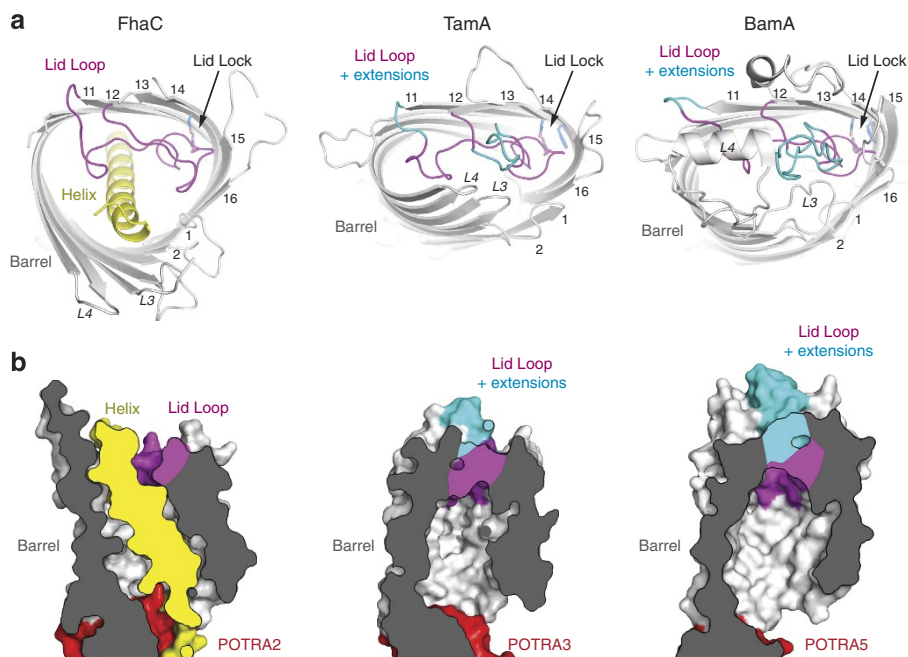 a
FhaC
TamA
BamA
Lid Loop
Lid Lock
11
12
13
14
15
16
1
2
Helix
Barrel
L4
L3
Lid Loop
+ extensions
Lid Lock
11
12
13
14
15
16
1
2
L4
L3
Barrel
Lid Loop
+ extensions
Lid Lock
11
12
13
14
15
16
1
2
L4
L3
Barrel
b
Helix
Lid Loop
Barrel
POTRA2
Lid Loop
+ extensions
Barrel
POTRA3
Lid Loop
+ extensions
Barrel
POTRA5